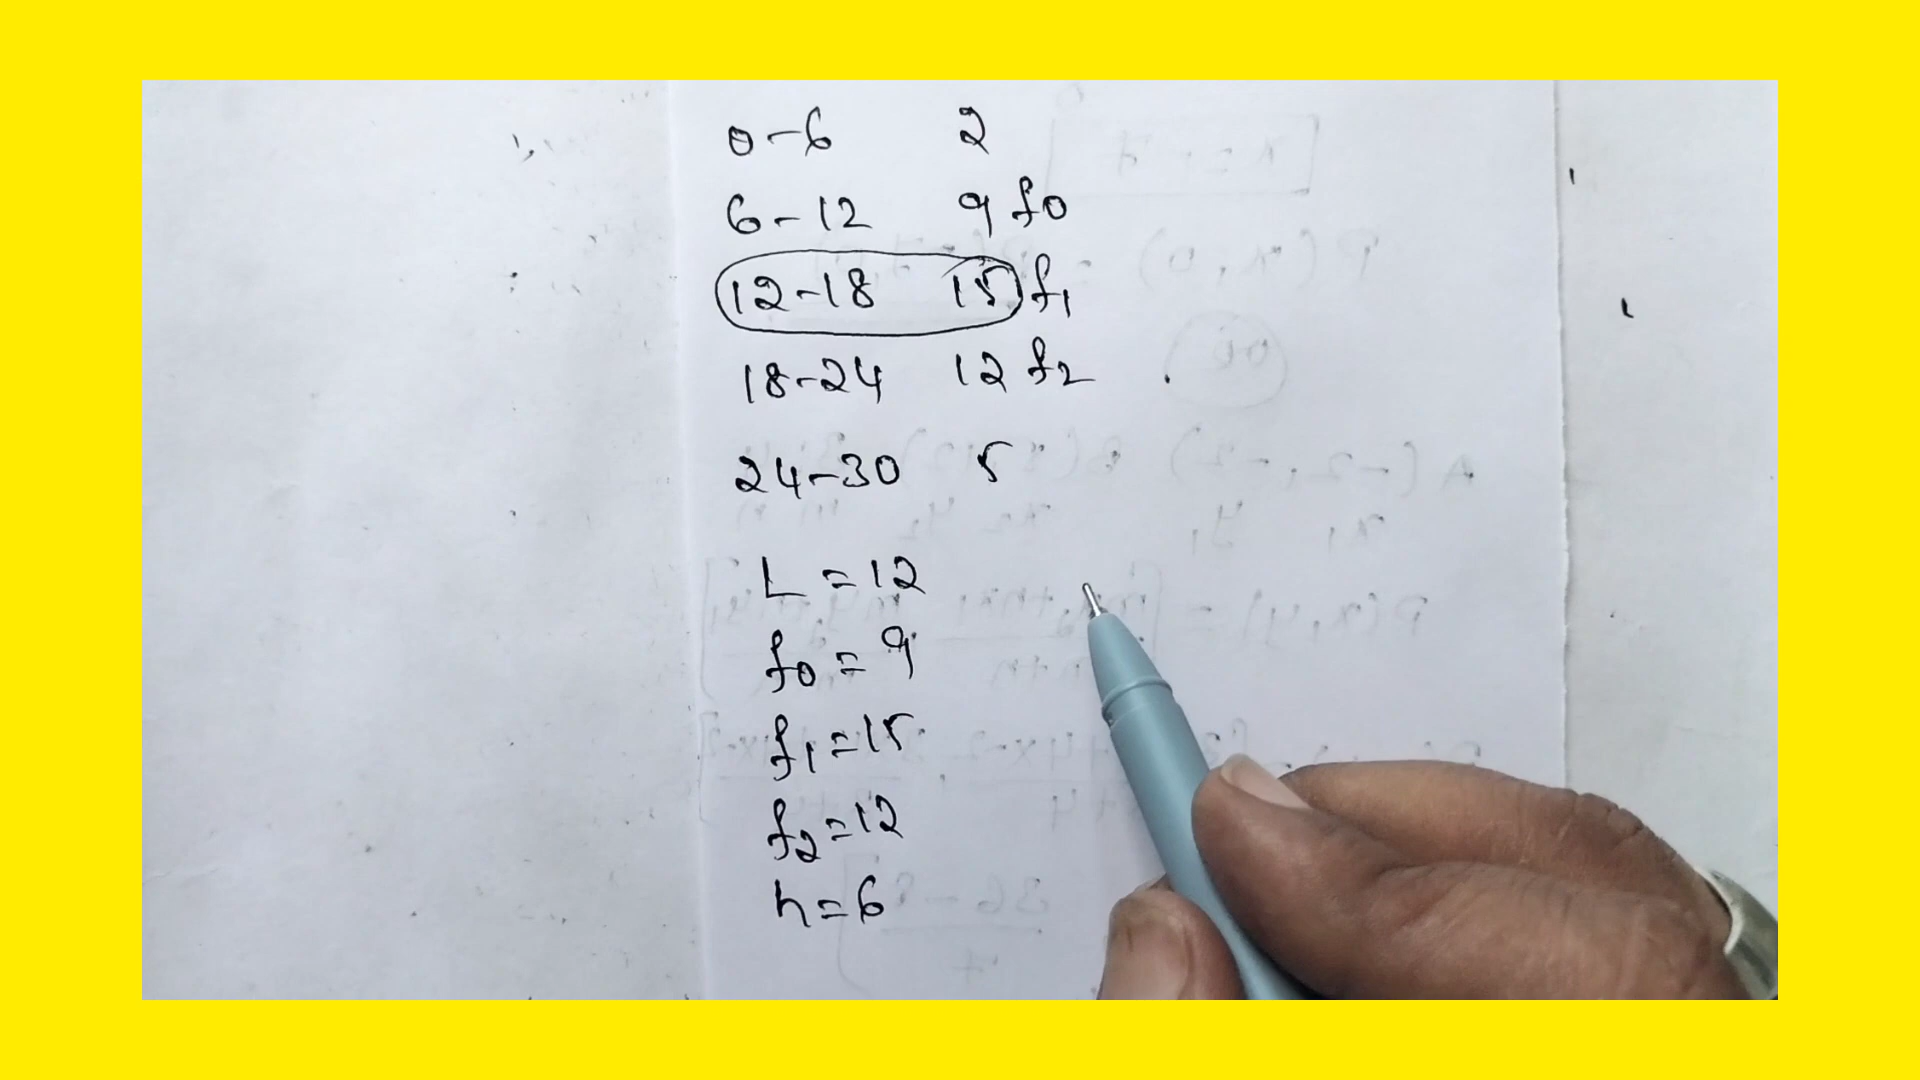 0-6 2
6-12 9 f0
12-18 15 f1
18-24 12 f2
24-30 5
L = 12
f0 = 9
f1 = 15
f2 = 12
h = 6